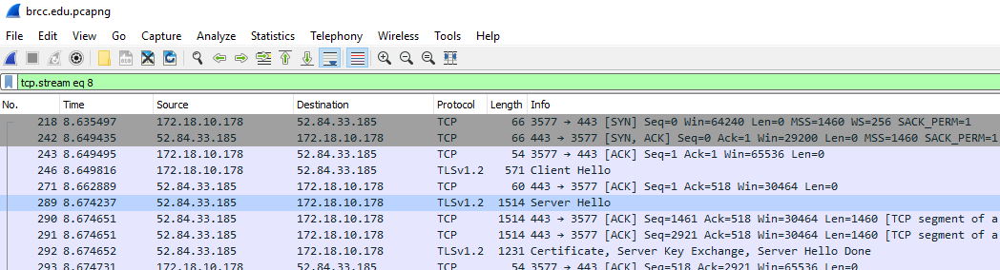 brcc.edu.pcapng
File Edit View Go Capture Analyze Statistics Telephony Wireless Tools Help
tcp.stream eq 8
No. Time Source Destination Protocol Length Info
218 8.635497 172.18.10.178 52.84.33.185 TCP 66 3577 → 443 [SYN] Seq=0 Win=64240 Len=0 MSS=1460 WS=256 SACK_PERM=1
242 8.649435 52.84.33.185 172.18.10.178 TCP 66 443 → 3577 [SYN, ACK] Seq=0 Ack=1 Win=29200 Len=0 MSS=1460 SACK_PERM=1
243 8.649495 172.18.10.178 52.84.33.185 TCP 54 3577 → 443 [ACK] Seq=1 Ack=1 Win=65536 Len=0
246 8.649816 172.18.10.178 52.84.33.185 TLSv1.2 571 Client Hello
271 8.662889 52.84.33.185 172.18.10.178 TCP 60 443 → 3577 [ACK] Seq=1 Ack=518 Win=30464 Len=0
289 8.674237 52.84.33.185 172.18.10.178 TLSv1.2 1514 Server Hello
290 8.674651 52.84.33.185 172.18.10.178 TCP 1514 443 → 3577 [ACK] Seq=1461 Ack=518 Win=30464 Len=1460 [TCP segment of a
291 8.674651 52.84.33.185 172.18.10.178 TCP 1514 443 → 3577 [ACK] Seq=2921 Ack=518 Win=30464 Len=1460 [TCP segment of a
292 8.674652 52.84.33.185 172.18.10.178 TLSv1.2 1231 Certificate, Server Key Exchange, Server Hello Done
293 8.674731 172.18.10.178 52.84.33.185 TCP 54 3577 → 443 [ACK] Seq=518 Ack=2921 Win=65536 Len=0